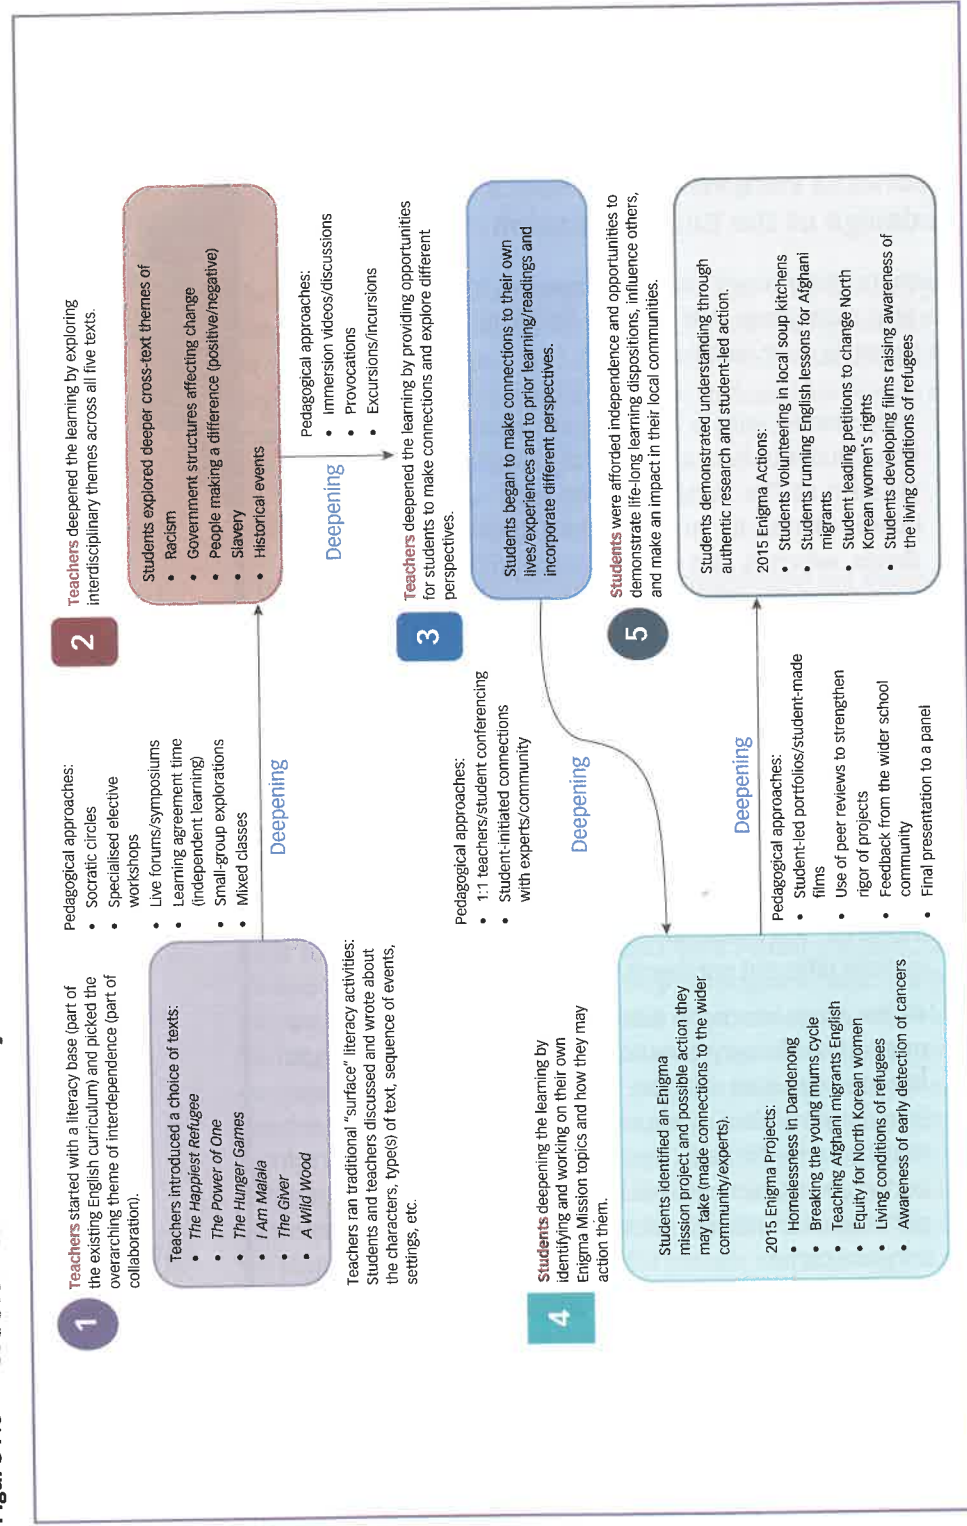 1
Teachers started with a literacy base (part of
the existing English curriculum) and picked the
overarching theme of interdependence (part of
collaboration).
Teachers introduced a choice of texts:
• The Happiest Refugee
• The Power of One
• The Hunger Games
• I Am Malala
• The Giver
• A Wild Wood
Teachers ran traditional "surface" literacy activities:
Students and teachers discussed and wrote about
the characters, type(s) of text, sequence of events,
settings, etc.
Pedagogical approaches:
• Socratic circles
• Specialised elective
workshops
• Live forums/symposiums
• Learning agreement time
(independent learning)
• Small-group explorations
• Mixed classes
Deepening
2
Teachers deepened the learning by exploring
interdisciplinary themes across all five texts.
Students explored deeper cross-text themes of
• Racism
• Government structures affecting change
• People making a difference (positive/negative)
• Slavery
• Historical events
Deepening
Pedagogical approaches:
• Immersion videos/discussions
• Provocations
• Excursions/incursions
3
Teachers deepened the learning by providing opportunities
for students to make connections and explore different
perspectives.
Students began to make connections to their own
lives/experiences and to prior learning/readings and
incorporate different perspectives.
Pedagogical approaches:
• 1:1 teachers/student conferencing
• Student-initiated connections
with experts/community
Deepening
4
Students deepening the learning by
identifying and working on their own
Enigma Mission topics and how they may
action them.
Students identified an Enigma
mission project and possible action they
may take (made connections to the wider
community/experts).
2015 Enigma Projects:
• Homelessness in Dandenong
• Breaking the young mums cycle
• Teaching Afghani migrants English
• Equity for North Korean women
• Living conditions of refugees
• Awareness of early detection of cancers
Deepening
Pedagogical approaches:
• Student-led portfolios/student-made
films
• Use of peer reviews to strengthen
rigor of projects
• Feedback from the wider school
community
• Final presentation to a panel
5
Students were afforded independence and opportunities to
demonstrate life-long learning dispositions, influence others,
and make an impact in their local communities.
Students demonstrated understanding through
authentic research and student-led action.
2015 Enigma Actions:
• Students volunteering in local soup kitchens
• Students running English lessons for Afghani
migrants
• Student leading petitions to change North
Korean women's rights
• Students developing films raising awareness of
the living conditions of refugees